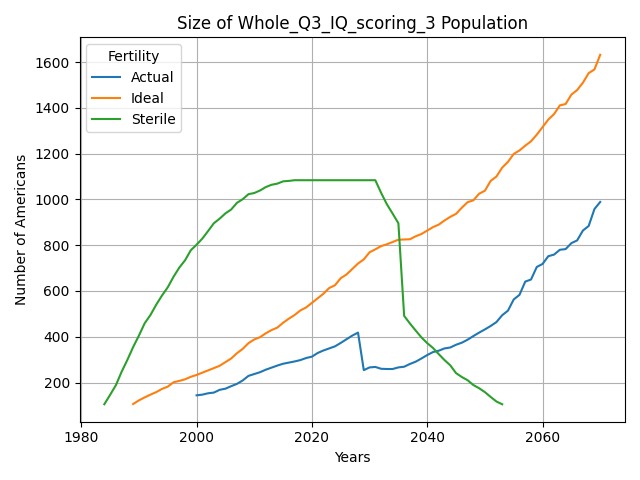 Size of Whole_Q3_IQ_scoring_3 Population
Fertility
Actual
Ideal
Sterile
Number of Americans
1600
1400
1200
1000
800
600
400
200
1980
2000
2020
2040
2060
Years